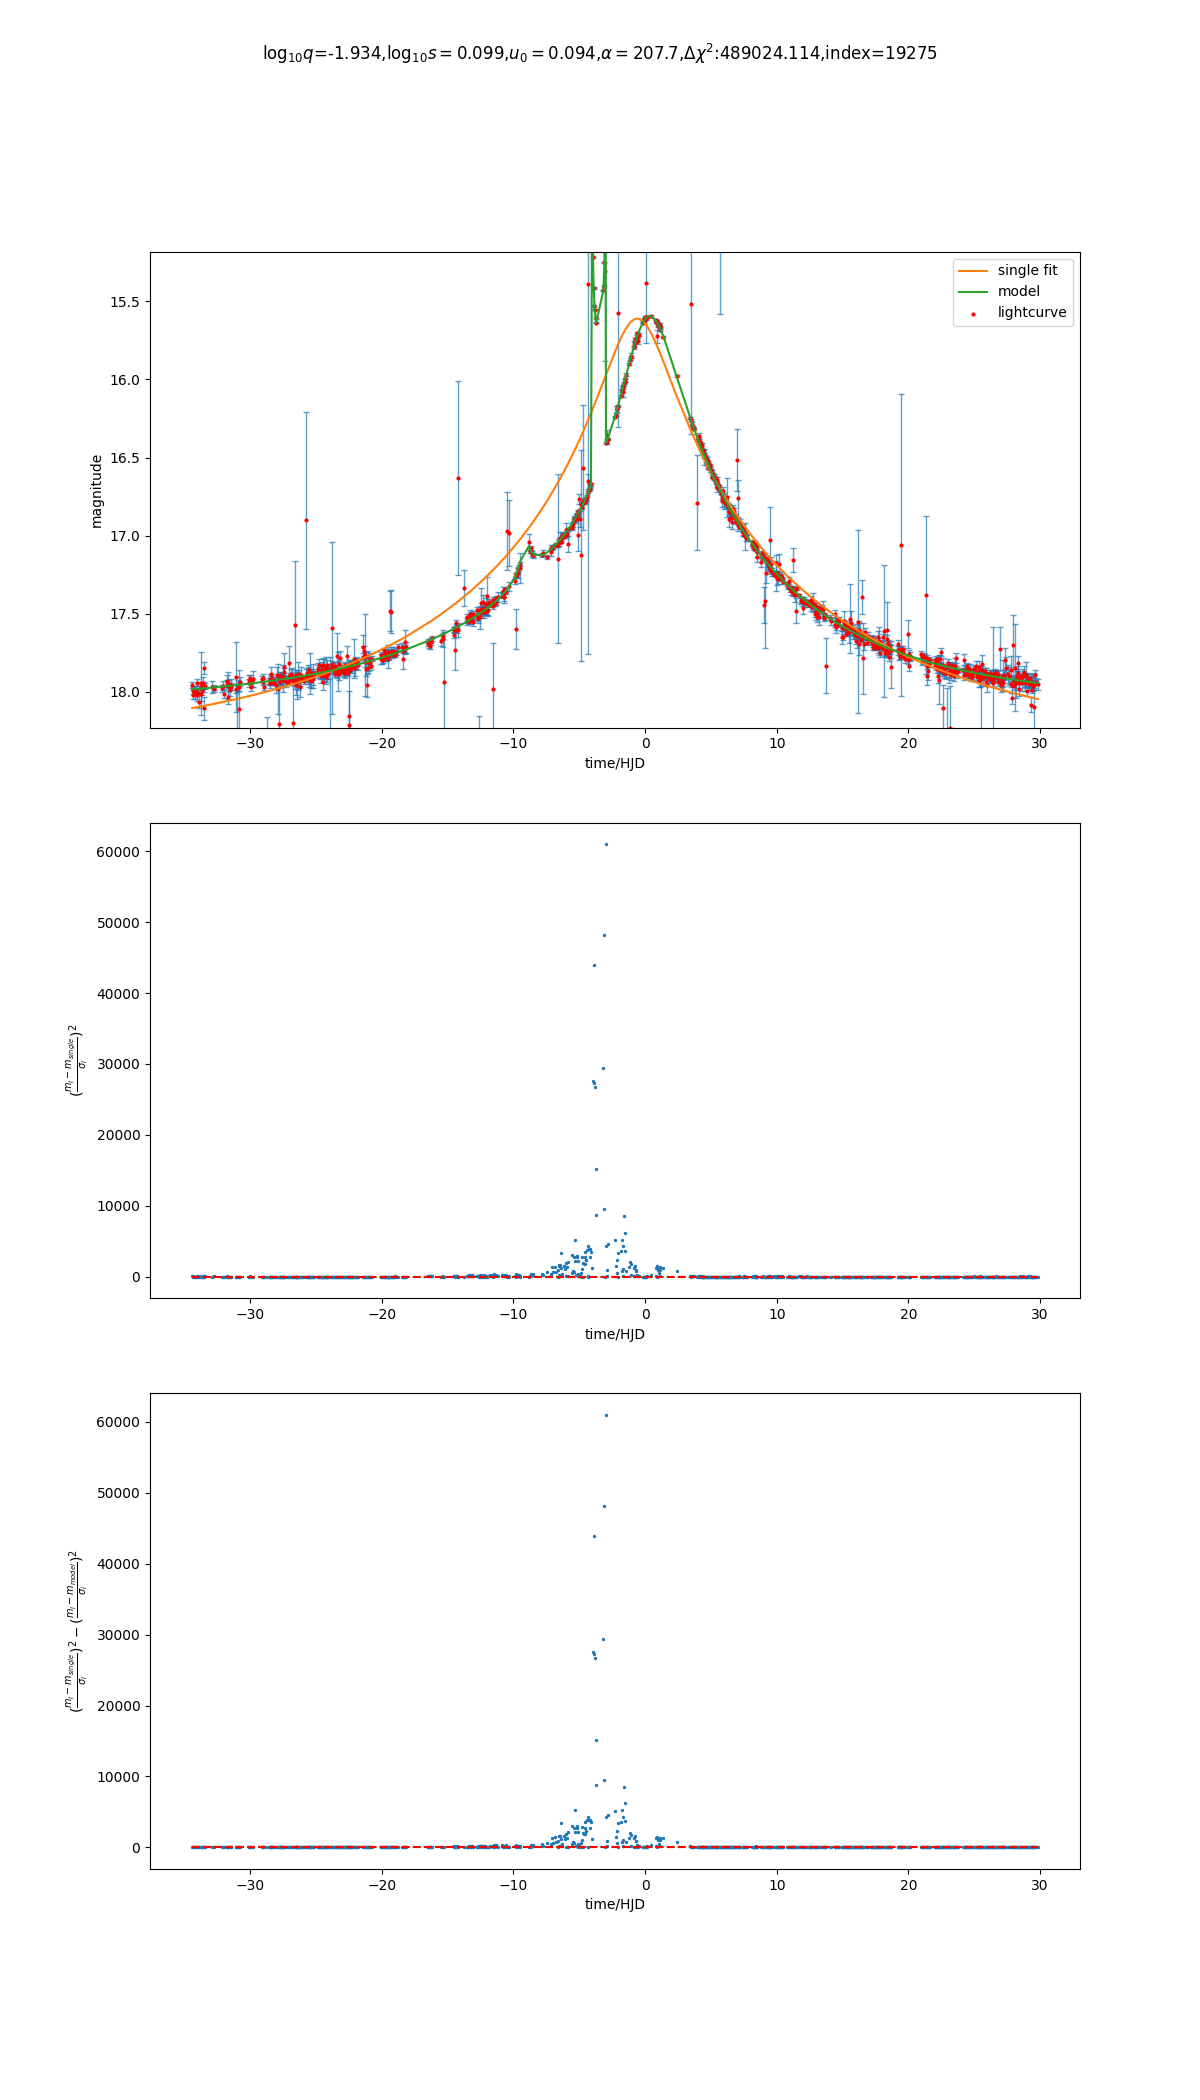 log₁₀q=-1.934,log₁₀s = 0.099,u₀ = 0.094,α = 207.7,Δχ²:489024.114,index=19275
single fit
model
lightcurve
magnitude
15.5
16.0
16.5
17.0
17.5
18.0
−30 −20 −10 0 10 20 30
time/HJD
(mᵢ − m_single / σᵢ)²
60000
50000
40000
30000
20000
10000
0
−30 −20 −10 0 10 20 30
time/HJD
(mᵢ − m_single / σᵢ)² − (mᵢ − m_model / σᵢ)²
60000
50000
40000
30000
20000
10000
0
−30 −20 −10 0 10 20 30
time/HJD